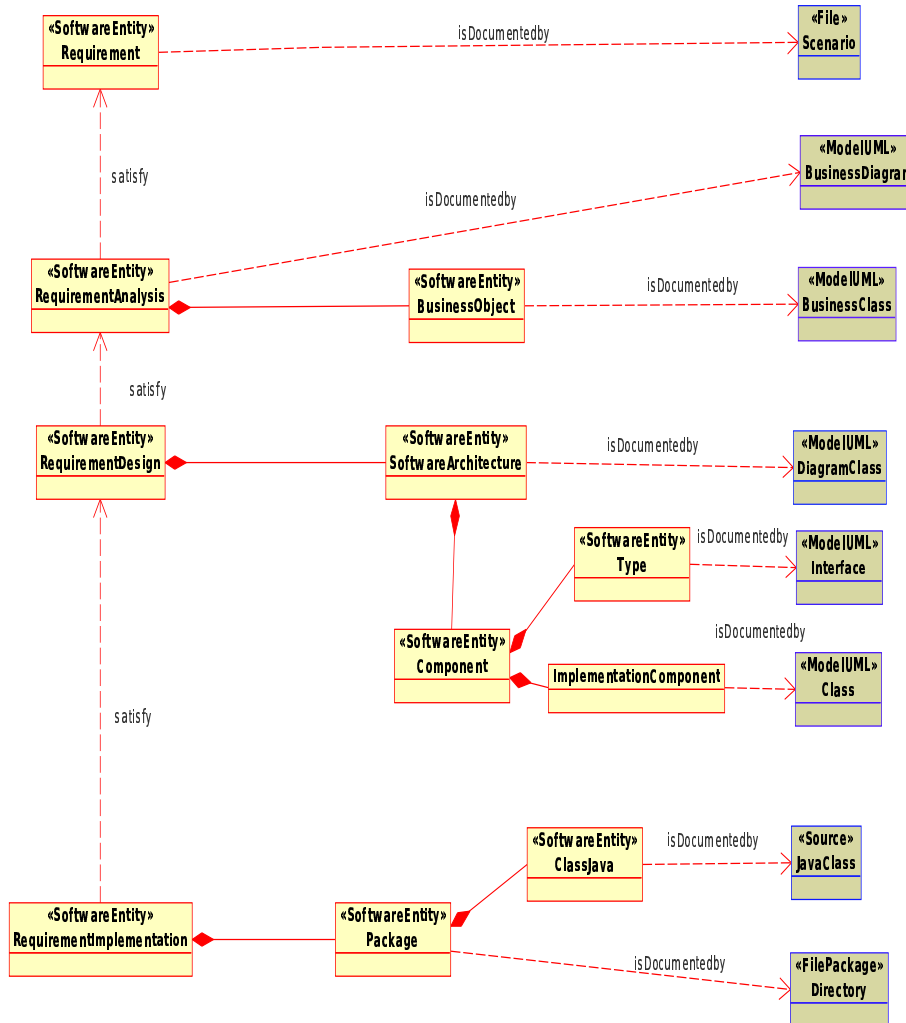 «SoftwareEntity»
Requirement
isDocumentedby
«File»
Scenario
satisfy
«ModelUML»
BusinessDiagram
isDocumentedby
«SoftwareEntity»
RequirementAnalysis
«SoftwareEntity»
BusinessObject
isDocumentedby
«ModelUML»
BusinessClass
satisfy
«SoftwareEntity»
RequirementDesign
«SoftwareEntity»
SoftwareArchitecture
isDocumentedby
«ModelUML»
DiagramClass
«SoftwareEntity»
Type
isDocumentedby
«ModelUML»
Interface
«SoftwareEntity»
Component
ImplementationComponent
isDocumentedby
«ModelUML»
Class
satisfy
«SoftwareEntity»
ClassJava
isDocumentedby
«Source»
JavaClass
«SoftwareEntity»
RequirementImplementation
«SoftwareEntity»
Package
isDocumentedby
«FilePackage»
Directory